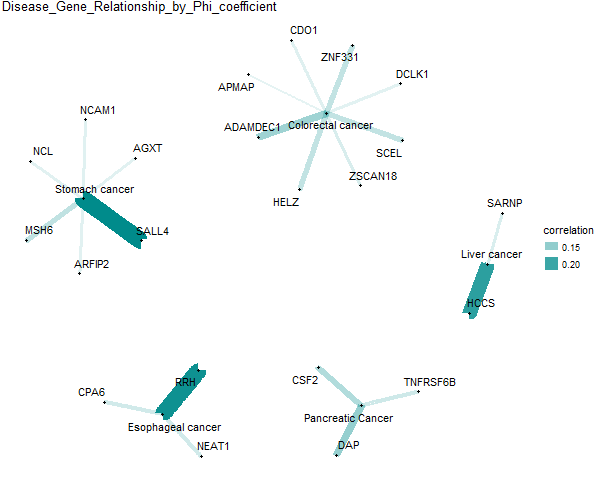 Disease_Gene_Relationship_by_Phi_coefficient
CDO1
ZNF331
DCLK1
APMAP
NCAM1
ADAMDEC1
Colorectal cancer
NCL
AGXT
SCEL
ZSCAN18
Stomach cancer
HELZ
SARNP
MSH6
SALL4
correlation
0.15
0.20
Liver cancer
ARFIP2
HCCS
RRH
CSF2
TNFRSF6B
CPA6
Pancreatic Cancer
Esophageal cancer
NEAT1
DAP